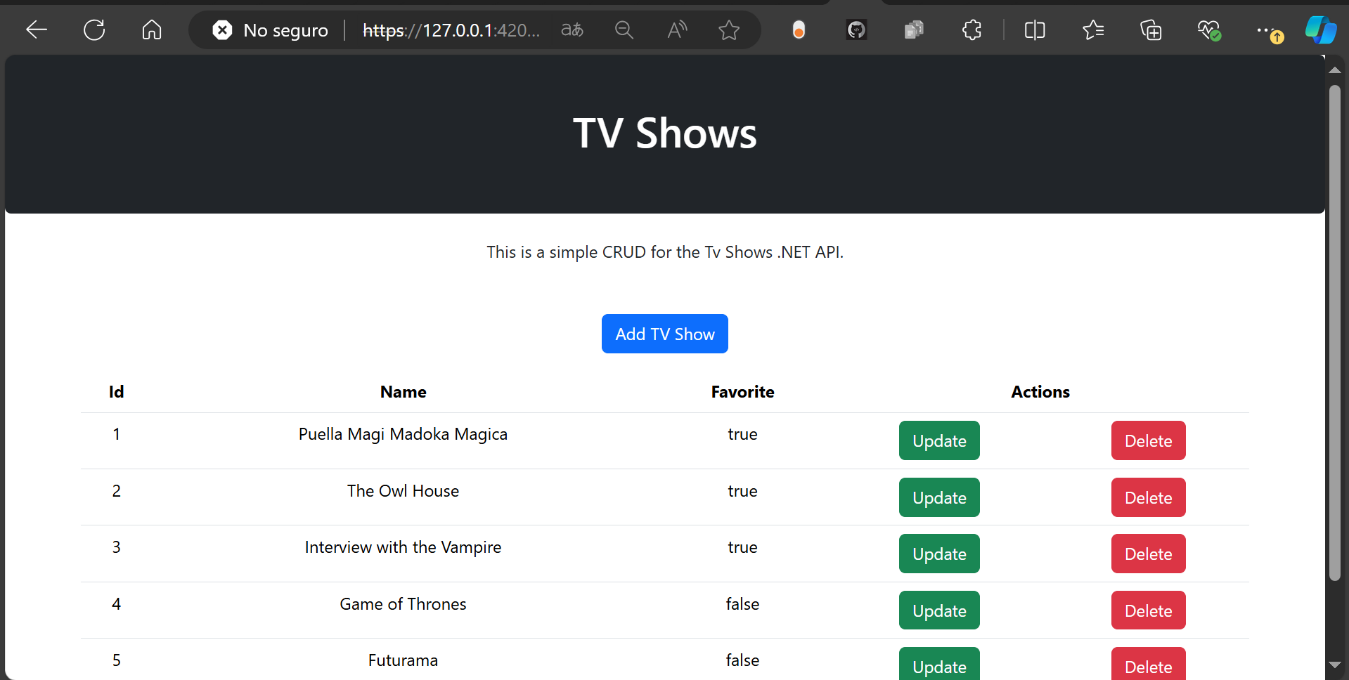 No seguro https://127.0.0.1:420...
TV Shows
This is a simple CRUD for the Tv Shows .NET API.
Add TV Show
Id Name Favorite Actions
1 Puella Magi Madoka Magica true Update Delete
2 The Owl House true Update Delete
3 Interview with the Vampire true Update Delete
4 Game of Thrones false Update Delete
5 Futurama false Update Delete